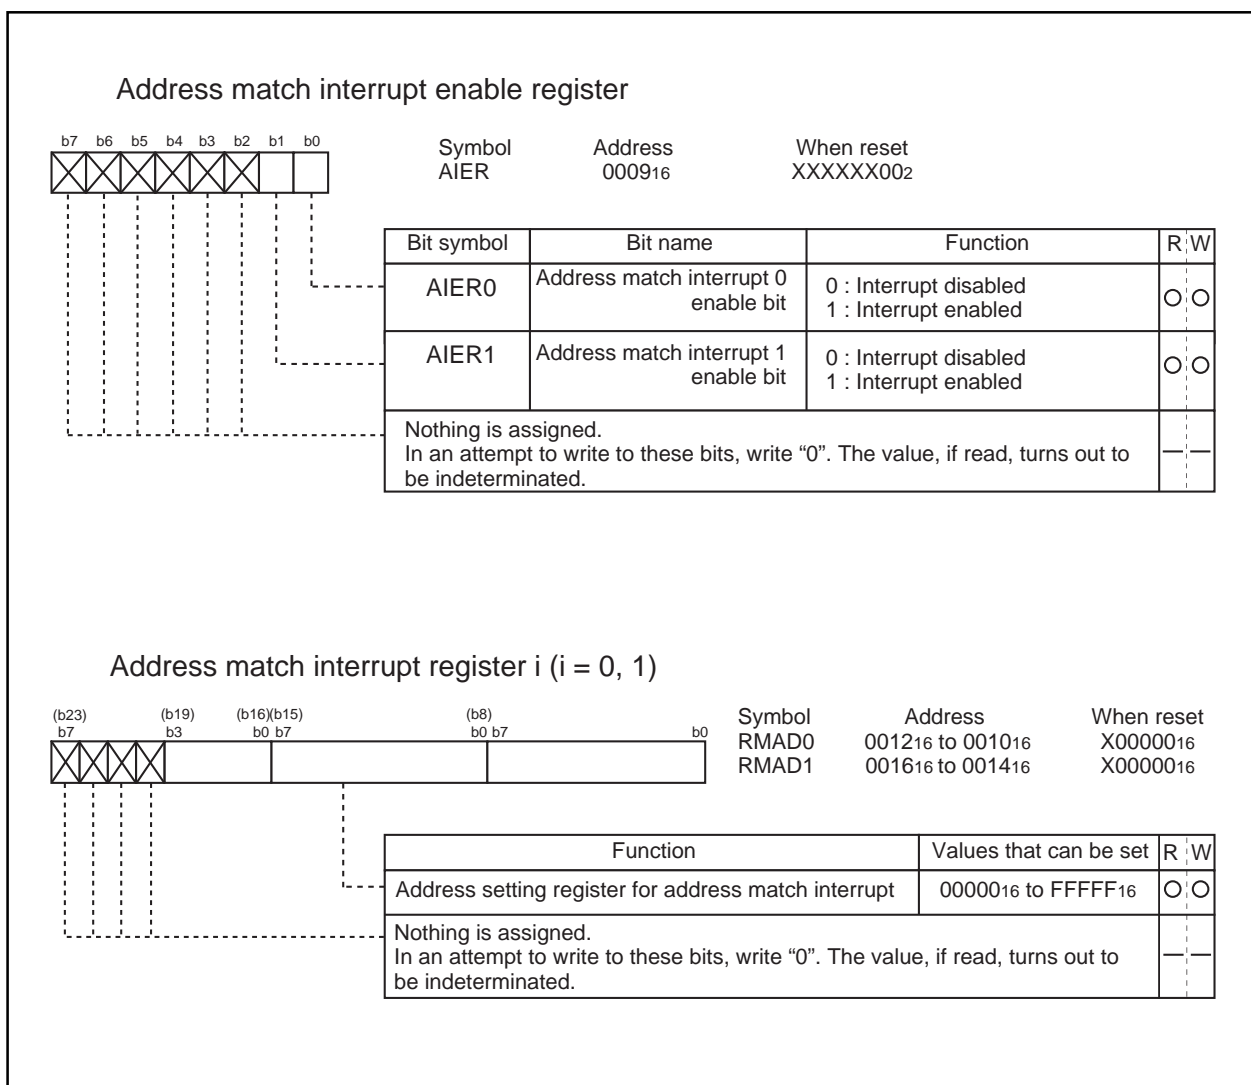 Address match interrupt enable register
b7 b6 b5 b4 b3 b2 b1 b0
Symbol Address When reset
AIER 000916 XXXXXX002
Bit symbol Bit name Function R W
AIER0 Address match interrupt 0 enable bit 0 : Interrupt disabled
1 : Interrupt enabled
AIER1 Address match interrupt 1 enable bit 0 : Interrupt disabled
1 : Interrupt enabled
Nothing is assigned.
In an attempt to write to these bits, write “0”. The value, if read, turns out to
be indeterminated.
Address match interrupt register i (i = 0, 1)
(b23) (b19) (b16)(b15) (b8)
b7 b3 b0 b7 b0 b7 b0
Symbol Address When reset
RMAD0 001216 to 001016 X0000016
RMAD1 001616 to 001416 X0000016
Function Values that can be set R W
Address setting register for address match interrupt 0000016 to FFFFF16
Nothing is assigned.
In an attempt to write to these bits, write “0”. The value, if read, turns out to
be indeterminated.